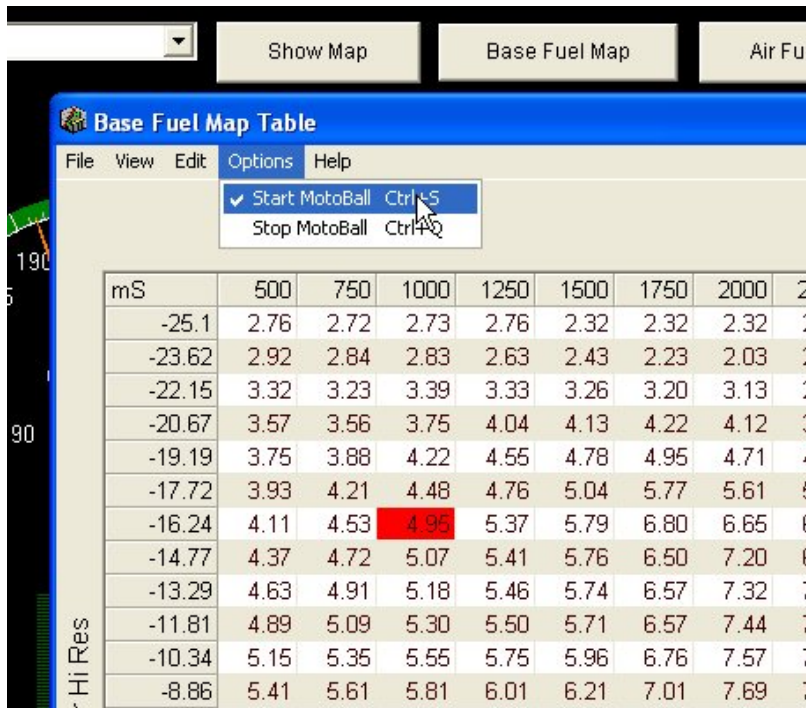 Show Map Base Fuel Map Air Fu
Base Fuel Map Table
File View Edit Options Help
Start MotoBall Ctrl+S
Stop MotoBall Ctrl+Q
190
90
Hi Res
mS 500 750 1000 1250 1500 1750 2000
-25.1 2.76 2.72 2.73 2.76 2.32 2.32 2.32
-23.62 2.92 2.84 2.83 2.63 2.43 2.23 2.03
-22.15 3.32 3.23 3.39 3.33 3.26 3.20 3.13
-20.67 3.57 3.56 3.75 4.04 4.13 4.22 4.12
-19.19 3.75 3.88 4.22 4.55 4.78 4.95 4.71
-17.72 3.93 4.21 4.48 4.76 5.04 5.77 5.61
-16.24 4.11 4.53 4.95 5.37 5.79 6.80 6.65
-14.77 4.37 4.72 5.07 5.41 5.76 6.50 7.20
-13.29 4.63 4.91 5.18 5.46 5.74 6.57 7.32
-11.81 4.89 5.09 5.30 5.50 5.71 6.57 7.44
-10.34 5.15 5.35 5.55 5.75 5.96 6.76 7.57
-8.86 5.41 5.61 5.81 6.01 6.21 7.01 7.69